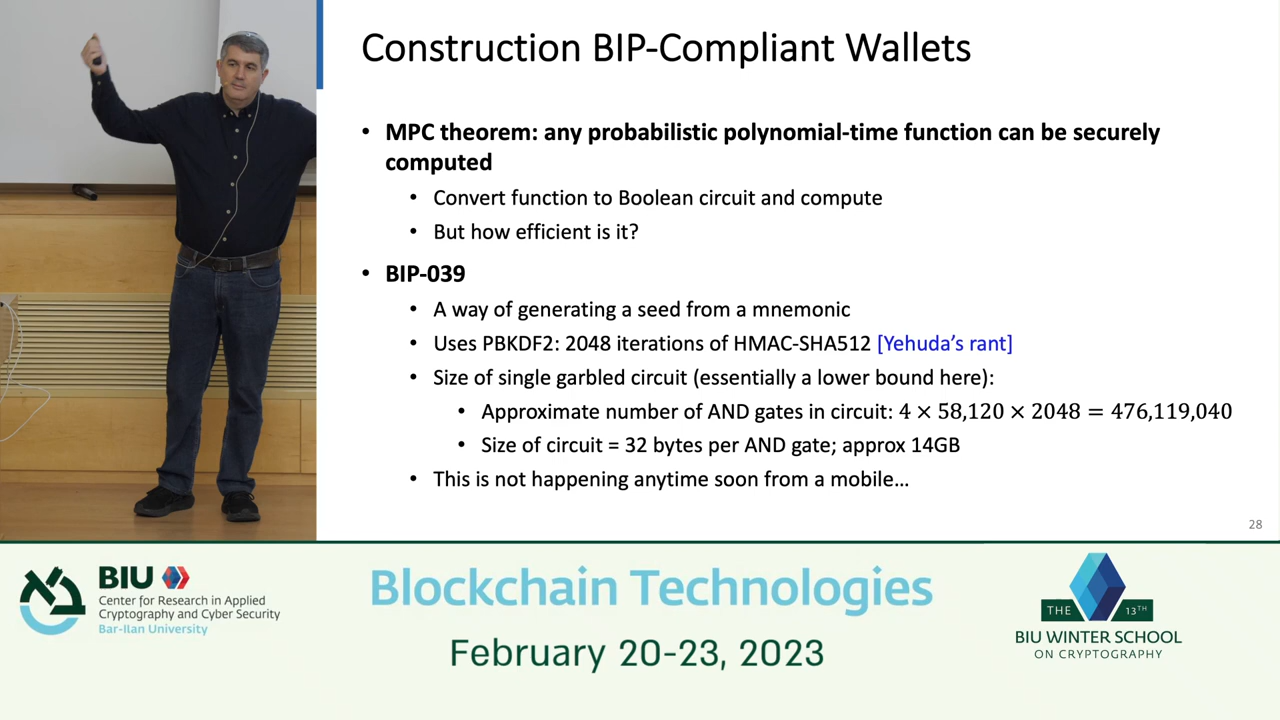 Construction BIP-Compliant Wallets
• MPC theorem: any probabilistic polynomial-time function can be securely
computed
• Convert function to Boolean circuit and compute
• But how efficient is it?
• BIP-039
• A way of generating a seed from a mnemonic
• Uses PBKDF2: 2048 iterations of HMAC-SHA512 [Yehuda’s rant]
• Size of single garbled circuit (essentially a lower bound here):
• Approximate number of AND gates in circuit: 4 × 58,120 × 2048 = 476,119,040
• Size of circuit = 32 bytes per AND gate; approx 14GB
• This is not happening anytime soon from a mobile…
28
BIU
Center for Research in Applied
Cryptography and Cyber Security
Bar-Ilan University
Blockchain Technologies
February 20-23, 2023
THE 13TH
BIU WINTER SCHOOL
ON CRYPTOGRAPHY